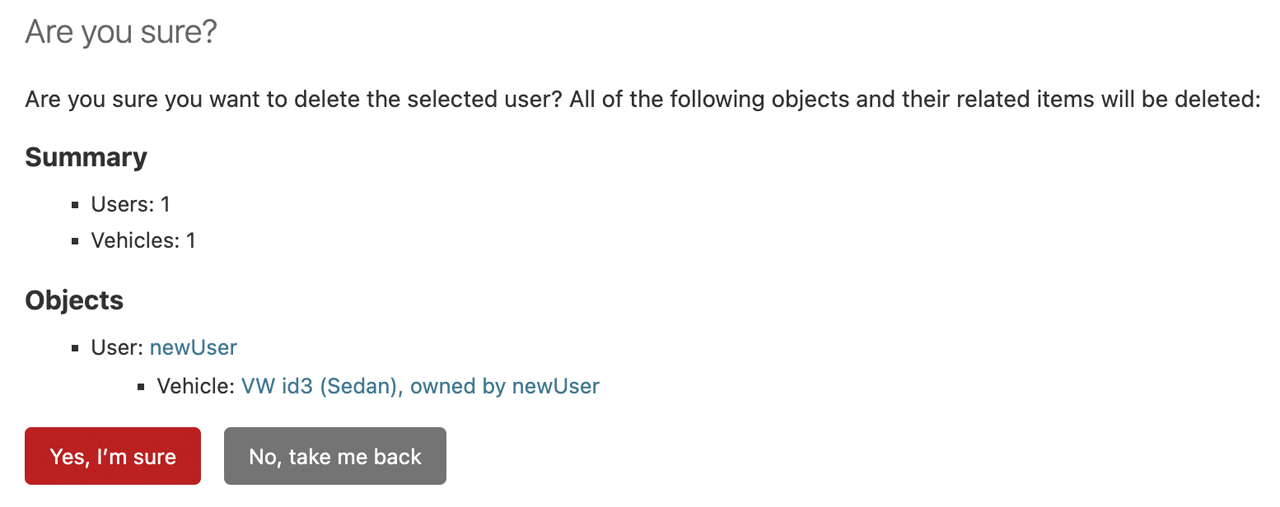 Are you sure?
Are you sure you want to delete the selected user? All of the following objects and their related items will be deleted:
Summary
Users: 1
Vehicles: 1
Objects
User: newUser
Vehicle: VW id3 (Sedan), owned by newUser
Yes, I’m sure
No, take me back